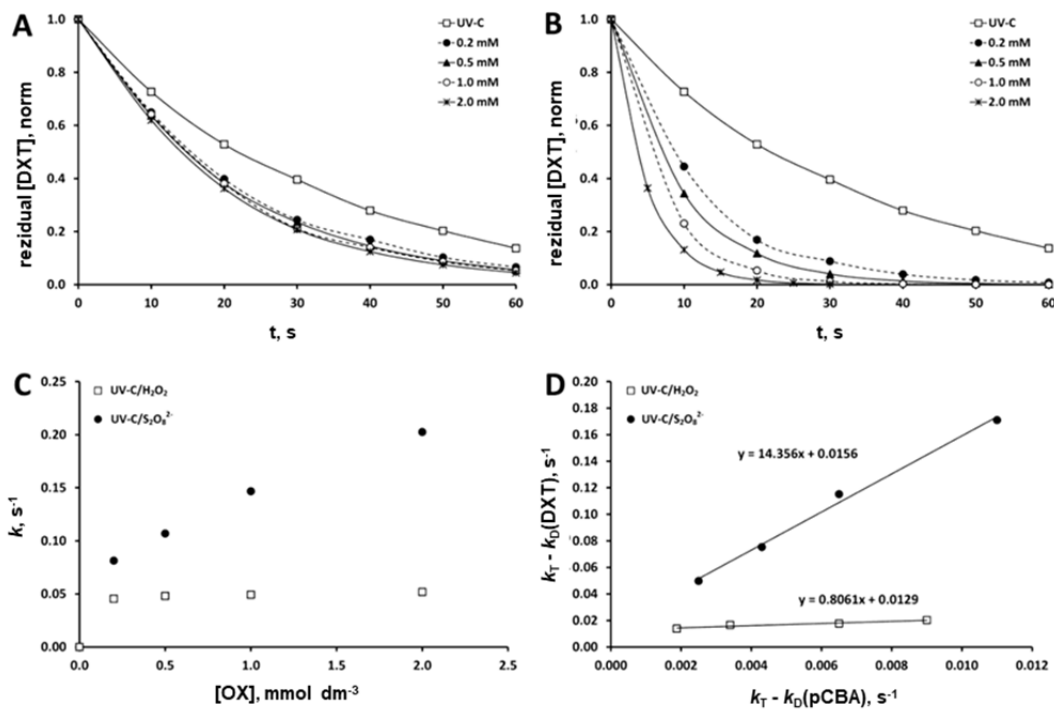 A
1.0
0.8
0.6
0.4
0.2
0.0
0
10
20
30
40
50
60
rezidual [DXT], norm
t, s
UV-C
0.2 mM
0.5 mM
1.0 mM
2.0 mM
B
1.0
0.8
0.6
0.4
0.2
0.0
0
10
20
30
40
50
60
rezidual [DXT], norm
t, s
UV-C
0.2 mM
0.5 mM
1.0 mM
2.0 mM
C
0.25
0.20
0.15
0.10
0.05
0.00
0.0
0.5
1.0
1.5
2.0
2.5
k, s⁻¹
[OX], mmol dm⁻³
UV-C/H₂O₂
UV-C/S₂O₈²⁻
D
0.20
0.18
0.16
0.14
0.12
0.10
0.08
0.06
0.04
0.02
0.00
0.000
0.002
0.004
0.006
0.008
0.010
0.012
k_T - k_D(DXT), s⁻¹
k_T - k_D(pCBA), s⁻¹
UV-C/H₂O₂
UV-C/S₂O₈²⁻
y = 14.356x + 0.0156
y = 0.8061x + 0.0129